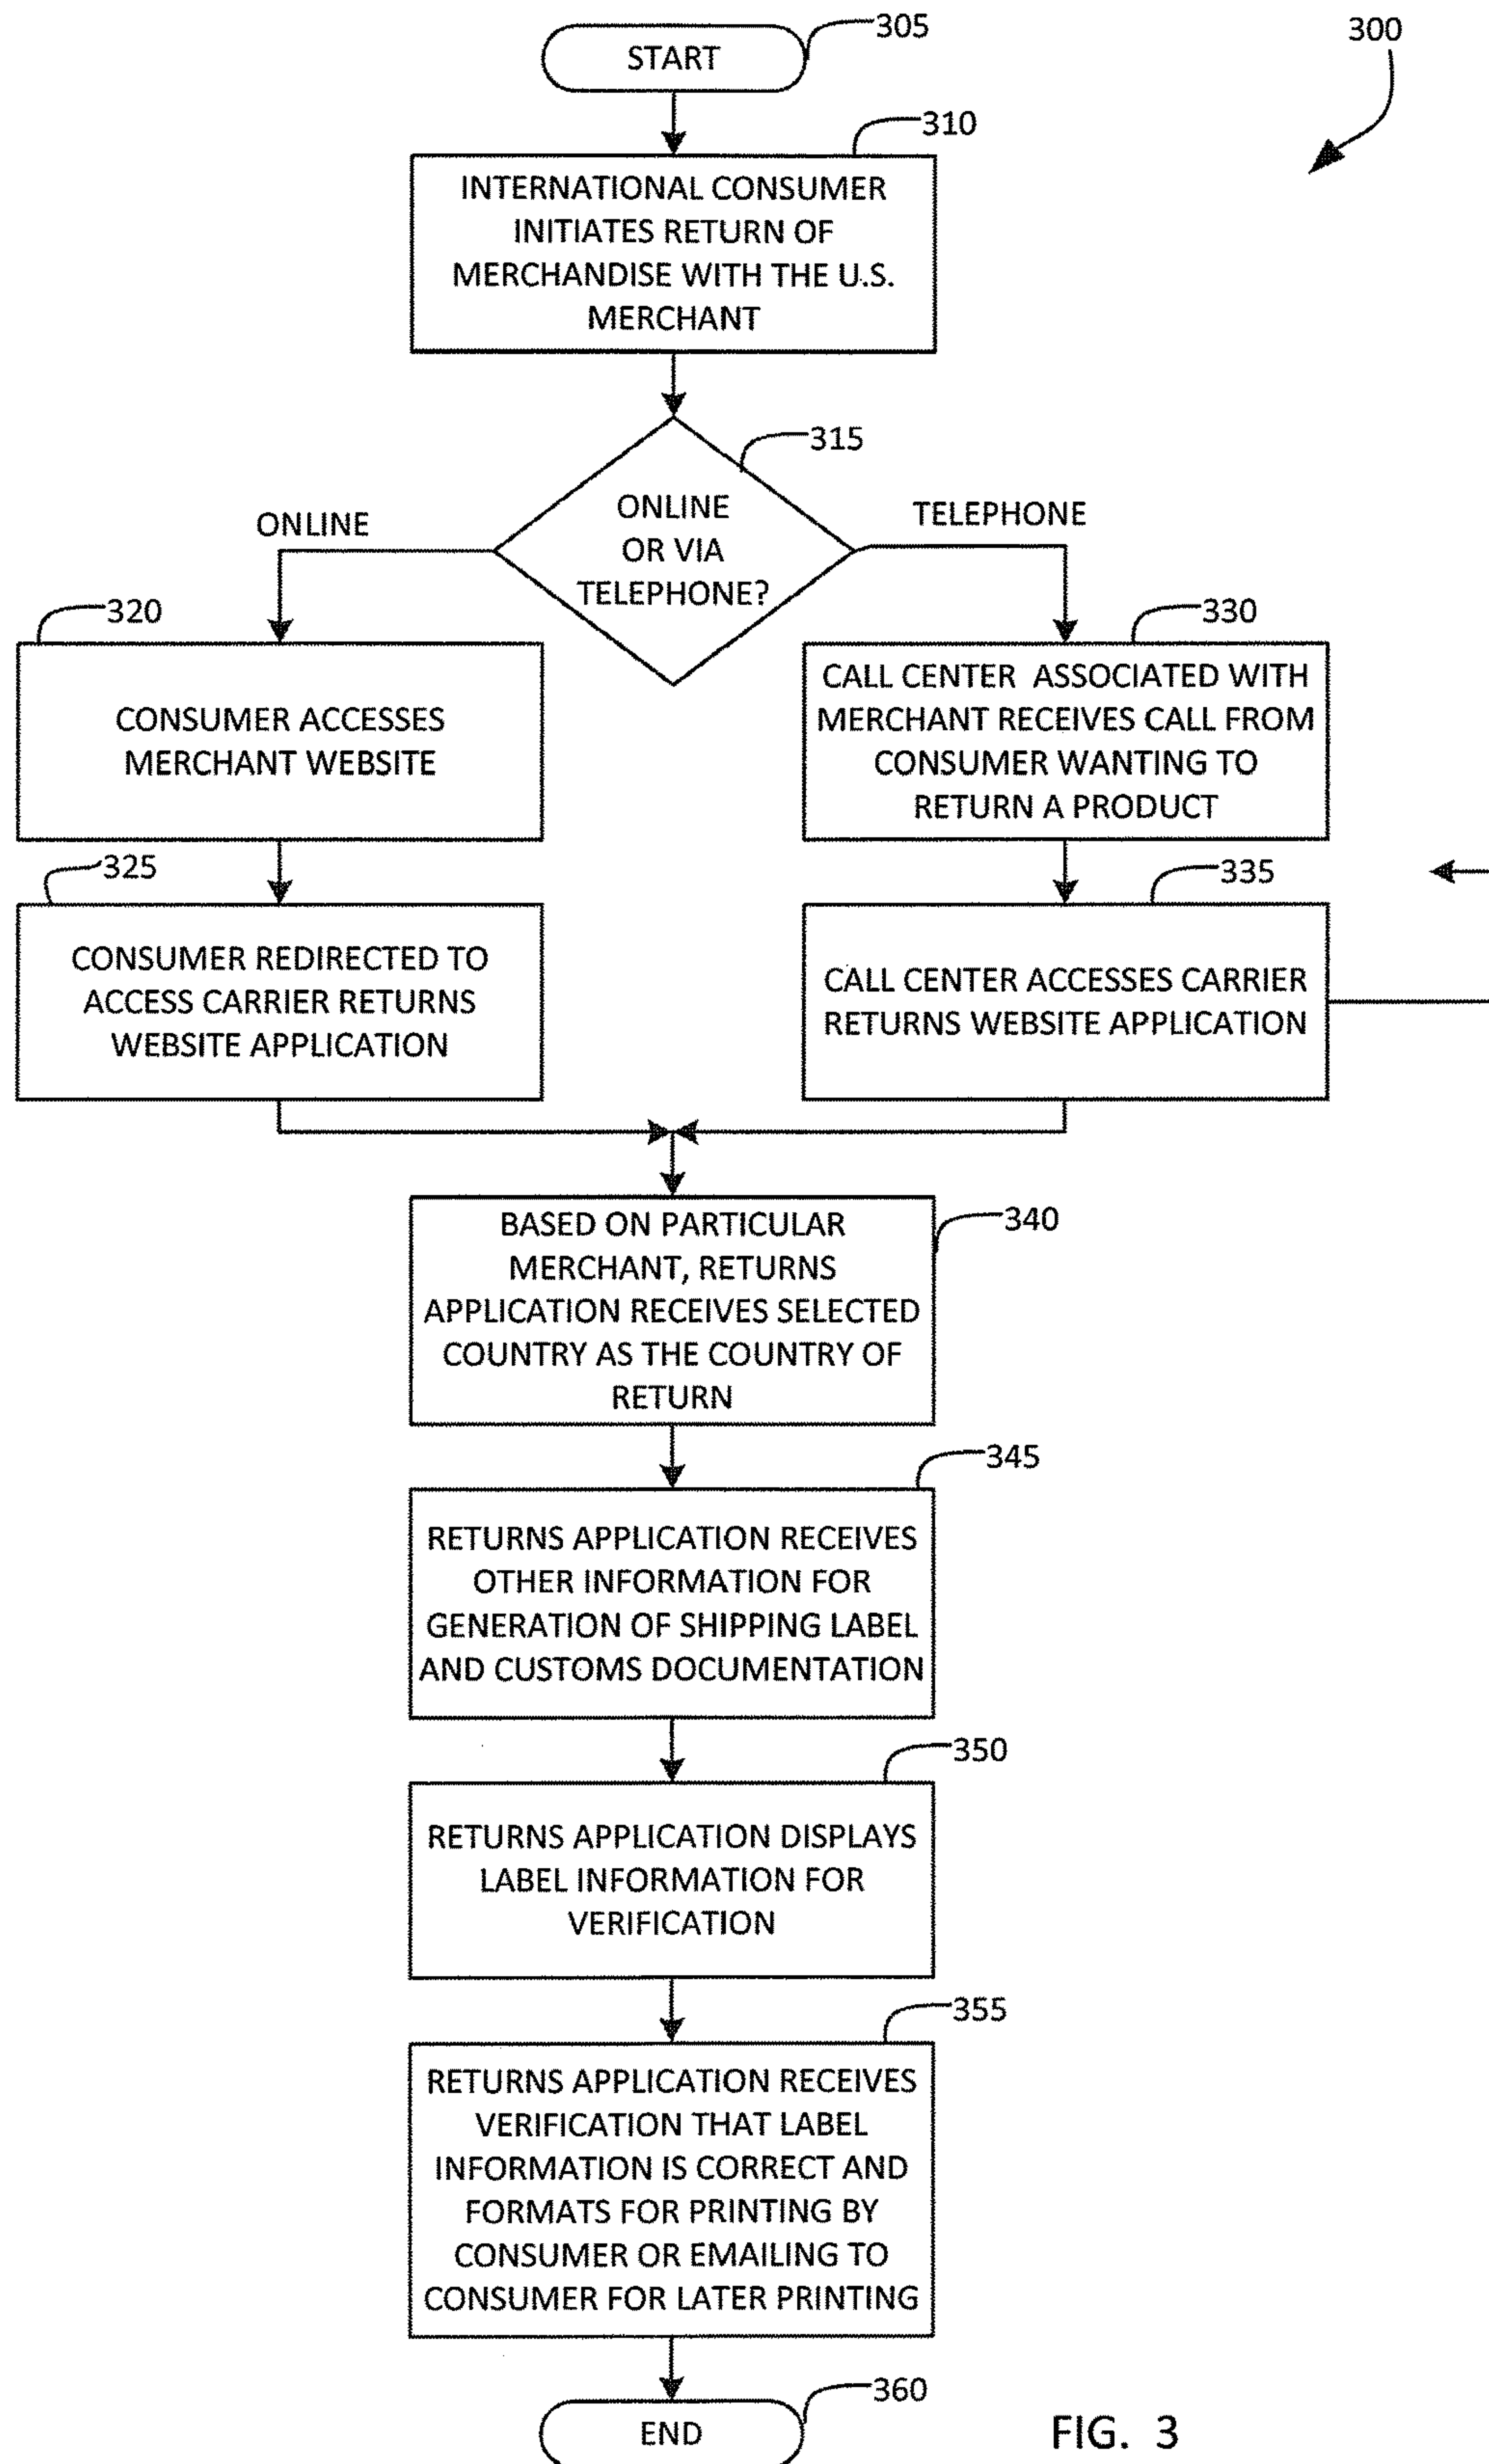 305
START
300
310
INTERNATIONAL CONSUMER
INITIATES RETURN OF
MERCHANDISE WITH THE U.S.
MERCHANT
315
ONLINE
OR VIA
TELEPHONE?
ONLINE
TELEPHONE
320
CONSUMER ACCESSES
MERCHANT WEBSITE
330
CALL CENTER ASSOCIATED WITH
MERCHANT RECEIVES CALL FROM
CONSUMER WANTING TO
RETURN A PRODUCT
325
CONSUMER REDIRECTED TO
ACCESS CARRIER RETURNS
WEBSITE APPLICATION
335
CALL CENTER ACCESSES CARRIER
RETURNS WEBSITE APPLICATION
340
BASED ON PARTICULAR
MERCHANT, RETURNS
APPLICATION RECEIVES SELECTED
COUNTRY AS THE COUNTRY OF
RETURN
345
RETURNS APPLICATION RECEIVES
OTHER INFORMATION FOR
GENERATION OF SHIPPING LABEL
AND CUSTOMS DOCUMENTATION
350
RETURNS APPLICATION DISPLAYS
LABEL INFORMATION FOR
VERIFICATION
355
RETURNS APPLICATION RECEIVES
VERIFICATION THAT LABEL
INFORMATION IS CORRECT AND
FORMATS FOR PRINTING BY
CONSUMER OR EMAILING TO
CONSUMER FOR LATER PRINTING
360
END
FIG. 3